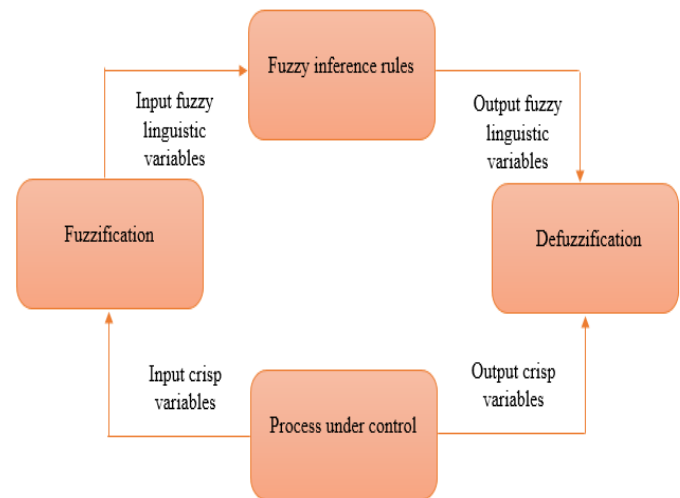 Fuzzy inference rules
Input fuzzy
linguistic
variables
Output fuzzy
linguistic
variables
Fuzzification
Defuzzification
Input crisp
variables
Output crisp
variables
Process under control